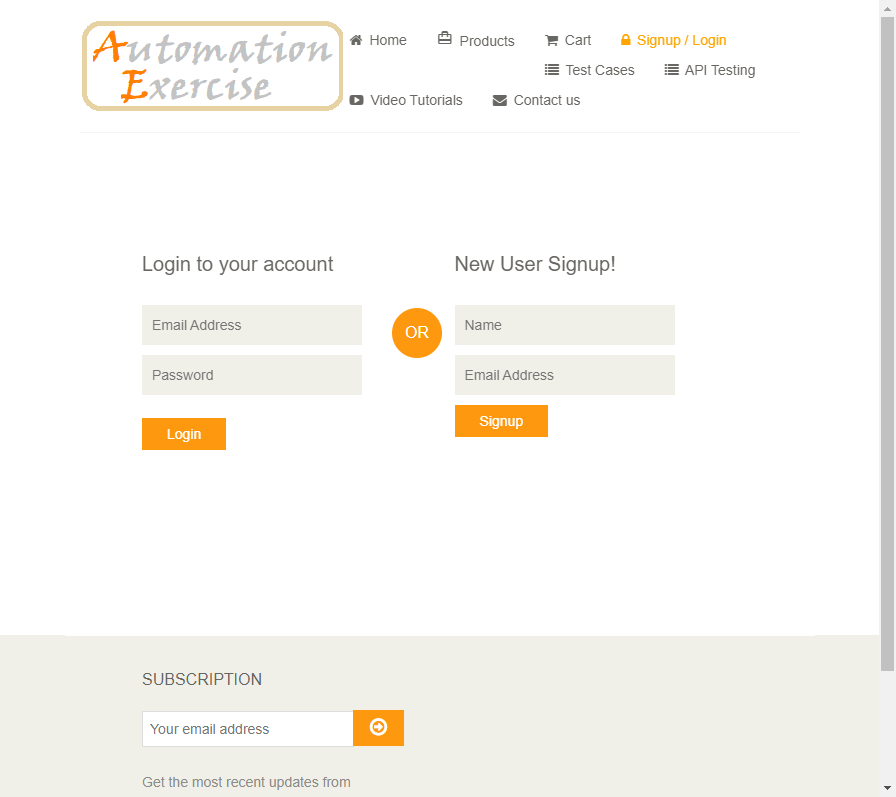 Automation
Exercise
Home
Products
Cart
Signup / Login
Test Cases
API Testing
Video Tutorials
Contact us
Login to your account
Email Address
Password
Login
OR
New User Signup!
Name
Email Address
Signup
SUBSCRIPTION
Your email address
Get the most recent updates from